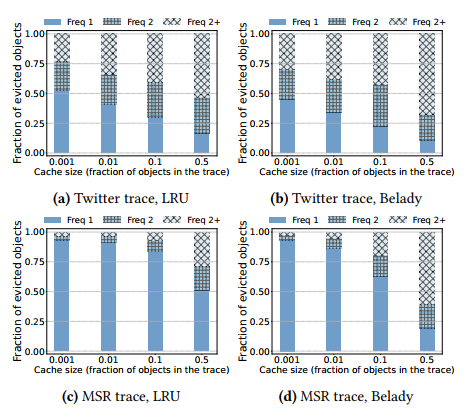 Freq 1 Freq 2 Freq 2+
Fraction of evicted objects
1.00
0.75
0.50
0.25
0.00
0.001 0.01 0.1 0.5
Cache size (fraction of objects in the trace)
(a) Twitter trace, LRU
Freq 1 Freq 2 Freq 2+
Fraction of evicted objects
1.00
0.75
0.50
0.25
0.00
0.001 0.01 0.1 0.5
Cache size (fraction of objects in the trace)
(b) Twitter trace, Belady
Freq 1 Freq 2 Freq 2+
Fraction of evicted objects
1.00
0.75
0.50
0.25
0.00
0.001 0.01 0.1 0.5
Cache size (fraction of objects in the trace)
(c) MSR trace, LRU
Freq 1 Freq 2 Freq 2+
Fraction of evicted objects
1.00
0.75
0.50
0.25
0.00
0.001 0.01 0.1 0.5
Cache size (fraction of objects in the trace)
(d) MSR trace, Belady